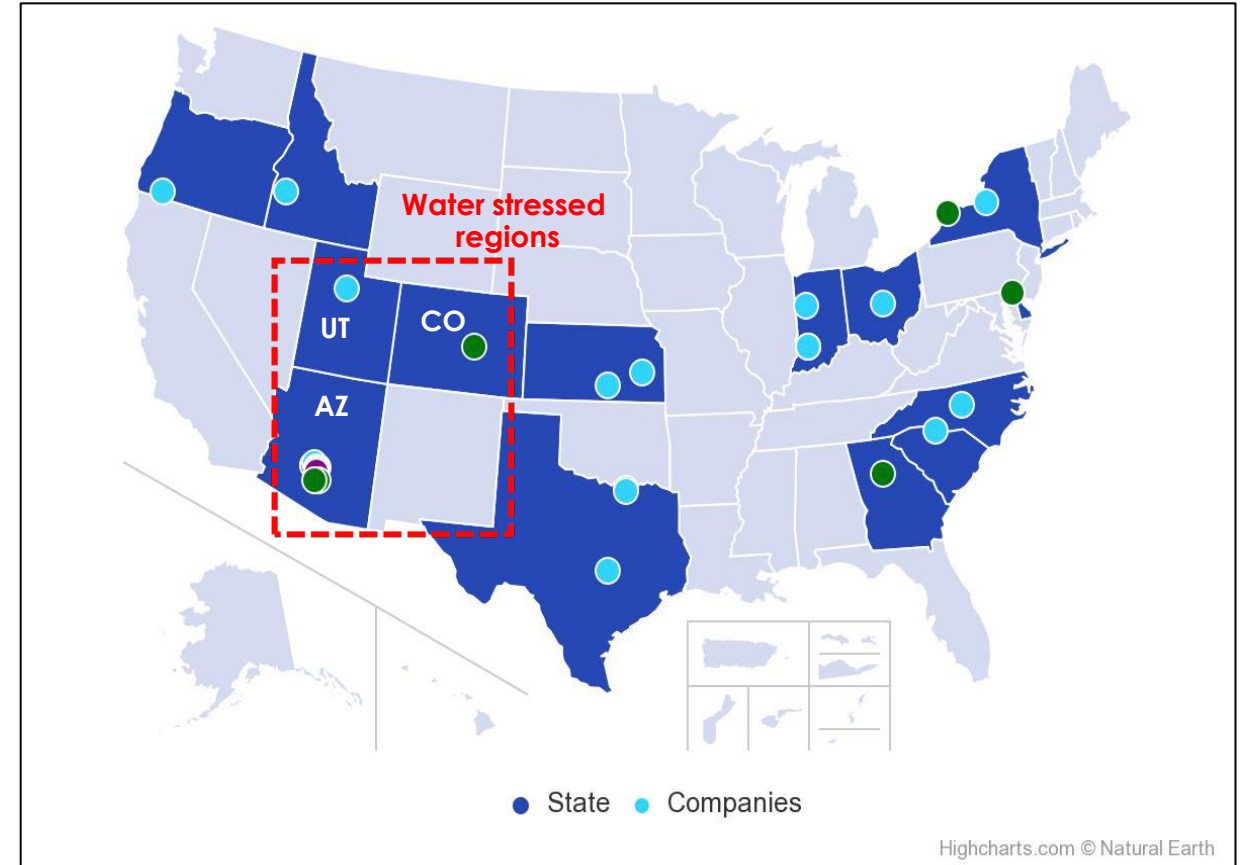 Water stressed
regions
UT
CO
AZ
State
Companies
Highcharts.com © Natural Earth